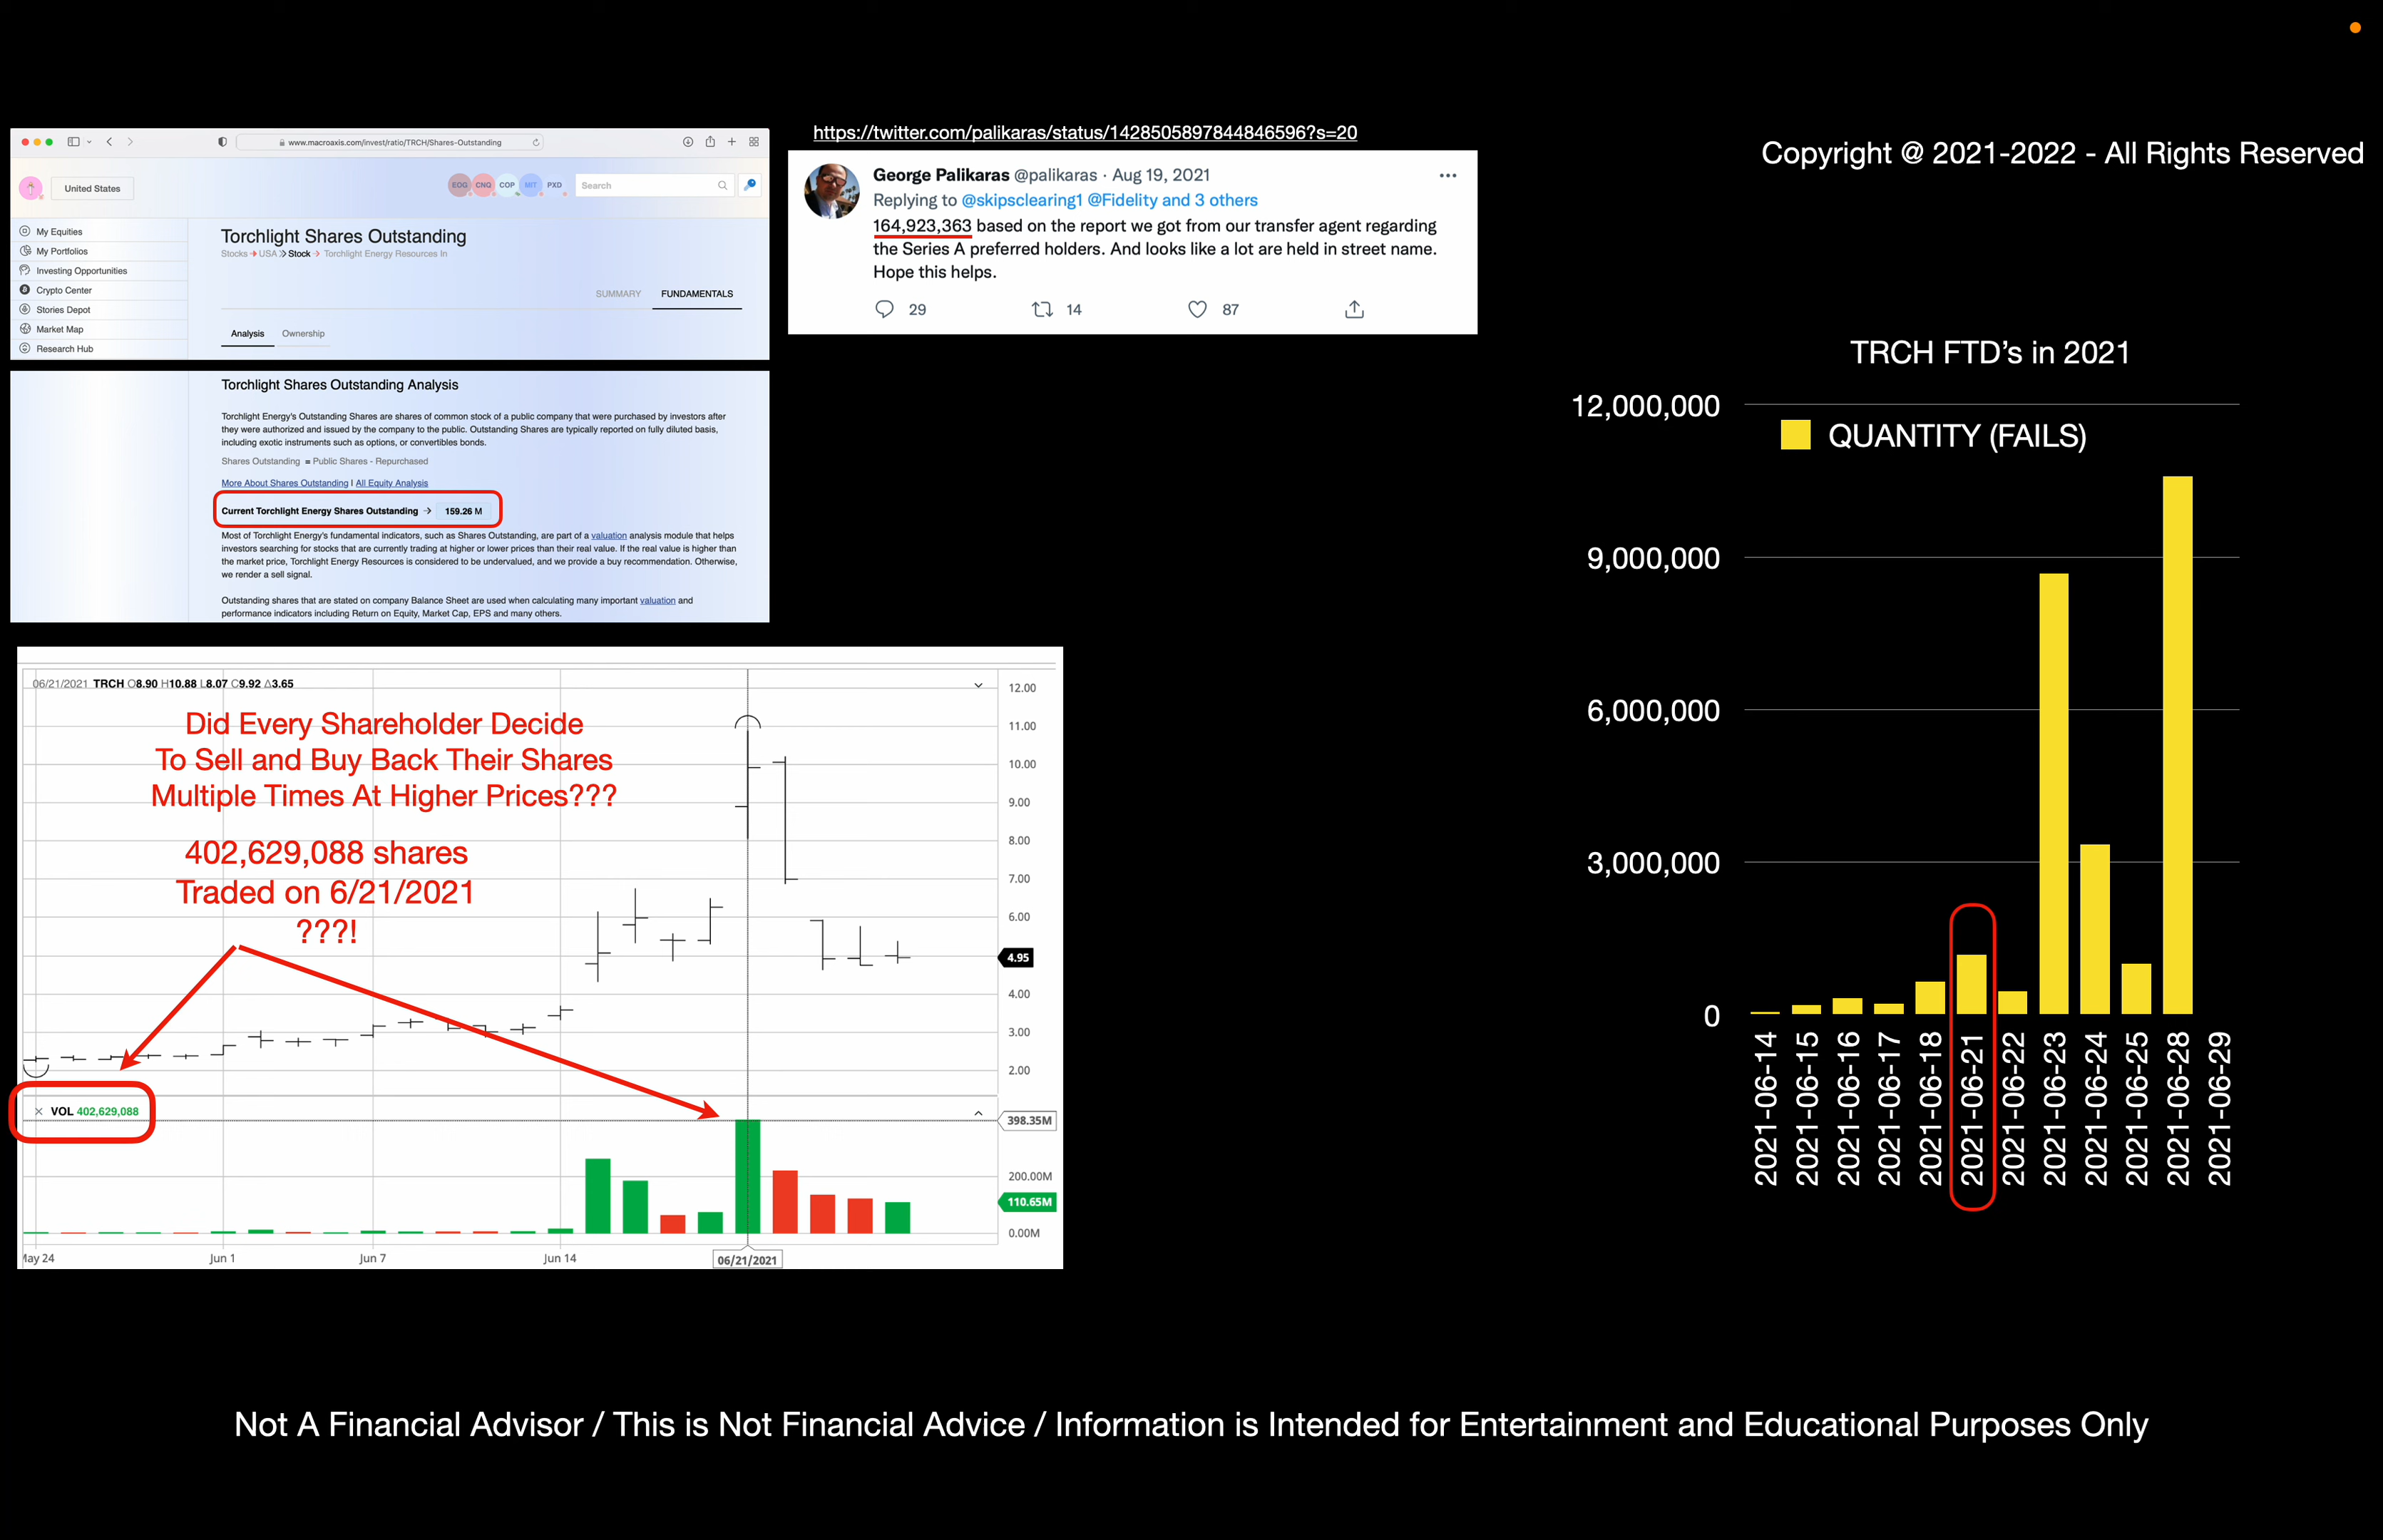 www.macroaxis.com/invest/ratio/TRCH/Shares-Outstanding
United States
EOG CNQ COP MIT PXD
Search
My Equities
My Portfolios
Investing Opportunities
Crypto Center
Stories Depot
Market Map
Research Hub
Torchlight Shares Outstanding
Stocks USA Stock Torchlight Energy Resources In
SUMMARY FUNDAMENTALS
Analysis Ownership
Torchlight Shares Outstanding Analysis
Torchlight Energy's Outstanding Shares are shares of common stock of a public company that were purchased by investors after
they were authorized and issued by the company to the public. Outstanding Shares are typically reported on fully diluted basis,
including exotic instruments such as options, or convertibles bonds.
Shares Outstanding = Public Shares - Repurchased
More About Shares Outstanding | All Equity Analysis
Current Torchlight Energy Shares Outstanding → 159.26 M
Most of Torchlight Energy's fundamental indicators, such as Shares Outstanding, are part of a valuation analysis module that helps
investors searching for stocks that are currently trading at higher or lower prices than their real value. If the real value is higher than
the market price, Torchlight Energy Resources is considered to be undervalued, and we provide a buy recommendation. Otherwise,
we render a sell signal.
Outstanding shares that are stated on company Balance Sheet are used when calculating many important valuation and
performance indicators including Return on Equity, Market Cap, EPS and many others.
https://twitter.com/palikaras/status/1428505897844846596?s=20
George Palikaras @palikaras · Aug 19, 2021
Replying to @skipsclearing1 @Fidelity and 3 others
164,923,363 based on the report we got from our transfer agent regarding
the Series A preferred holders. And looks like a lot are held in street name.
Hope this helps.
29 14 87
Copyright @ 2021-2022 - All Rights Reserved
TRCH FTD's in 2021
QUANTITY (FAILS)
12,000,000
9,000,000
6,000,000
3,000,000
0
2021-06-14
2021-06-15
2021-06-16
2021-06-17
2021-06-18
2021-06-21
2021-06-22
2021-06-23
2021-06-24
2021-06-25
2021-06-28
2021-06-29
06/21/2021 TRCH O8.90 H10.88 L8.07 C9.92 Δ3.65
Did Every Shareholder Decide
To Sell and Buy Back Their Shares
Multiple Times At Higher Prices???
402,629,088 shares
Traded on 6/21/2021
???!
12.00
11.00
10.00
9.00
8.00
7.00
6.00
4.95
4.00
3.00
2.00
VOL 402,629,088
398.35M
200.00M
110.65M
0.00M
May 24 Jun 1 Jun 7 Jun 14 06/21/2021
Not A Financial Advisor / This is Not Financial Advice / Information is Intended for Entertainment and Educational Purposes Only